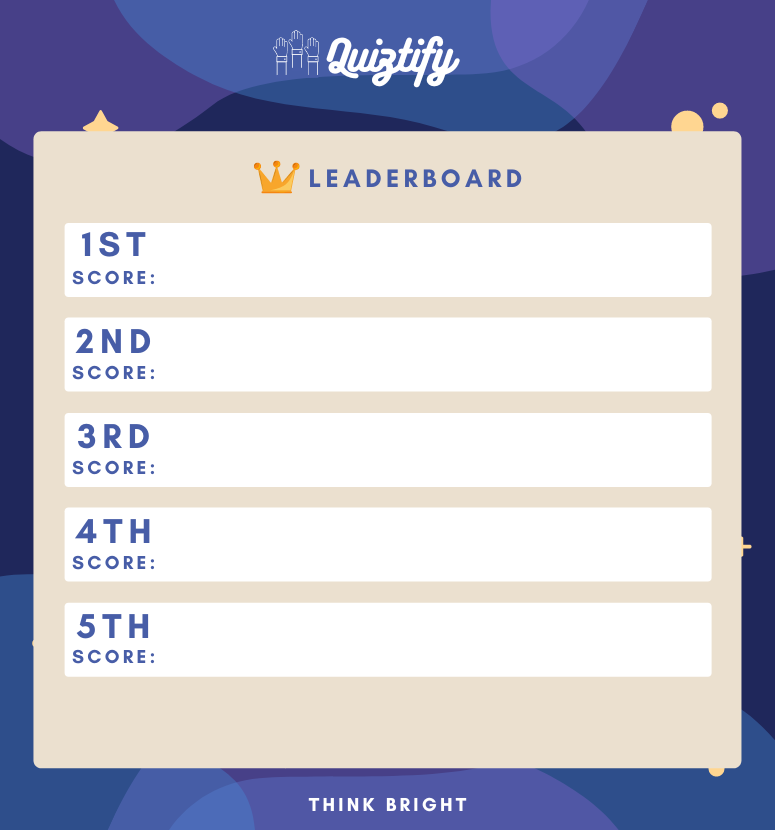 Quiztify
LEADERBOARD
1ST
SCORE:
2ND
SCORE:
3RD
SCORE:
4TH
SCORE:
5TH
SCORE:
THINK BRIGHT